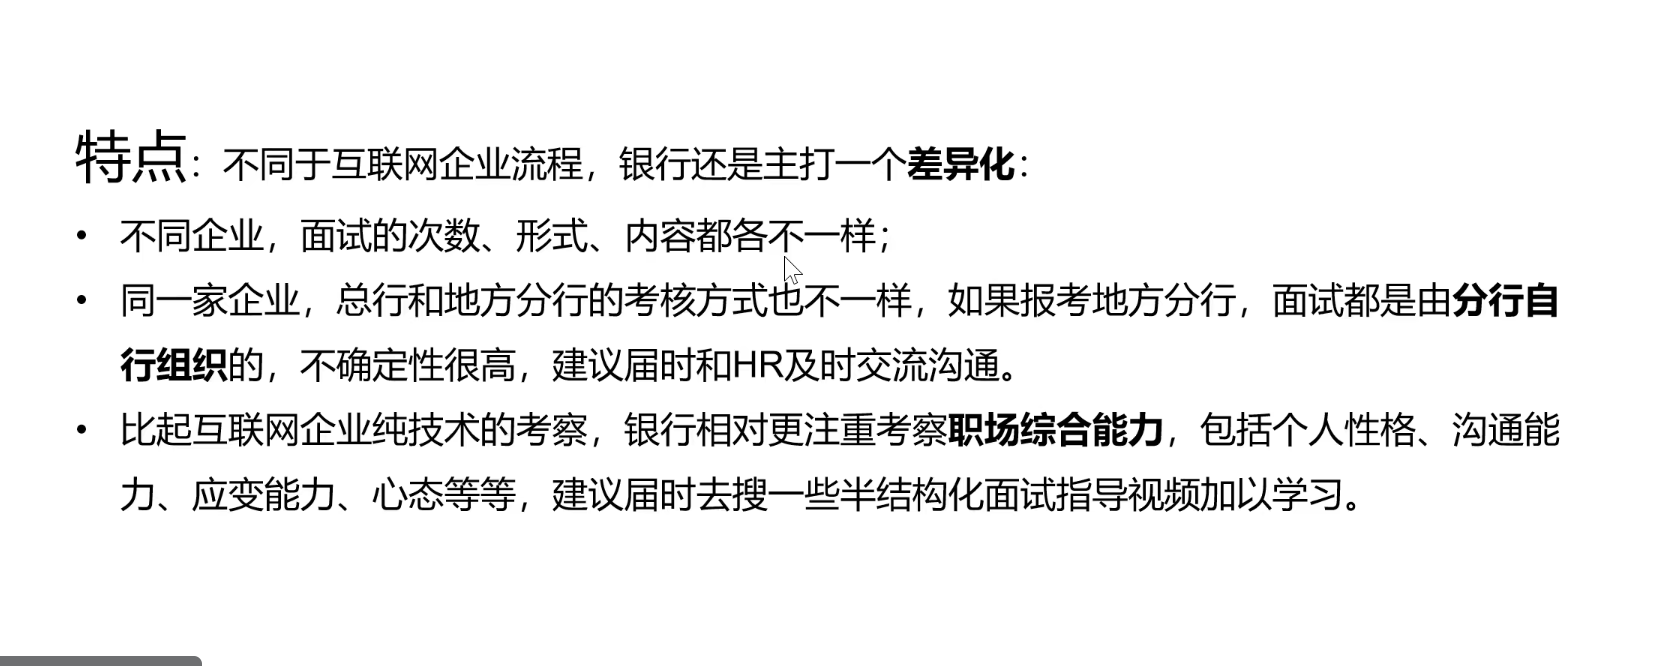 特点：不同于互联网企业流程，银行还是主打一个差异化：
• 不同企业，面试的次数、形式、内容都各不一样；
• 同一家企业，总行和地方分行的考核方式也不一样，如果报考地方分行，面试都是由分行自
行组织的，不确定性很高，建议届时和HR及时交流沟通。
• 比起互联网企业纯技术的考察，银行相对更注重考察职场综合能力，包括个人性格、沟通能
力、应变能力、心态等等，建议届时去搜一些半结构化面试指导视频加以学习。